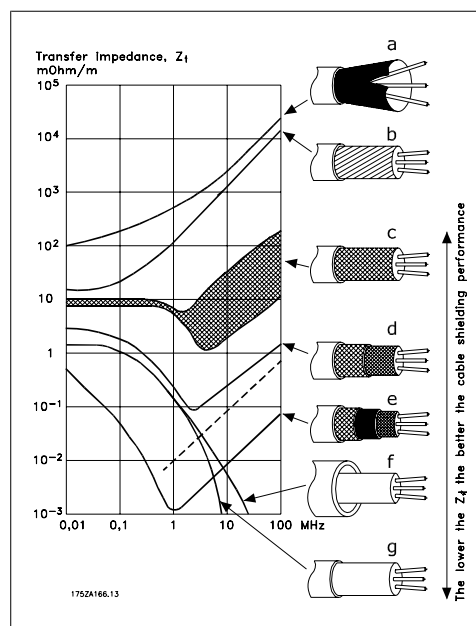 Transfer impedance, Zt
mOhm/m
10⁵
10⁴
10³
10²
10
1
10⁻¹
10⁻²
10⁻³
0,01 0,1 1 10 100 MHz
a
b
c
d
e
f
g
The lower the Z the better the cable shielding performance
175ZA166.13